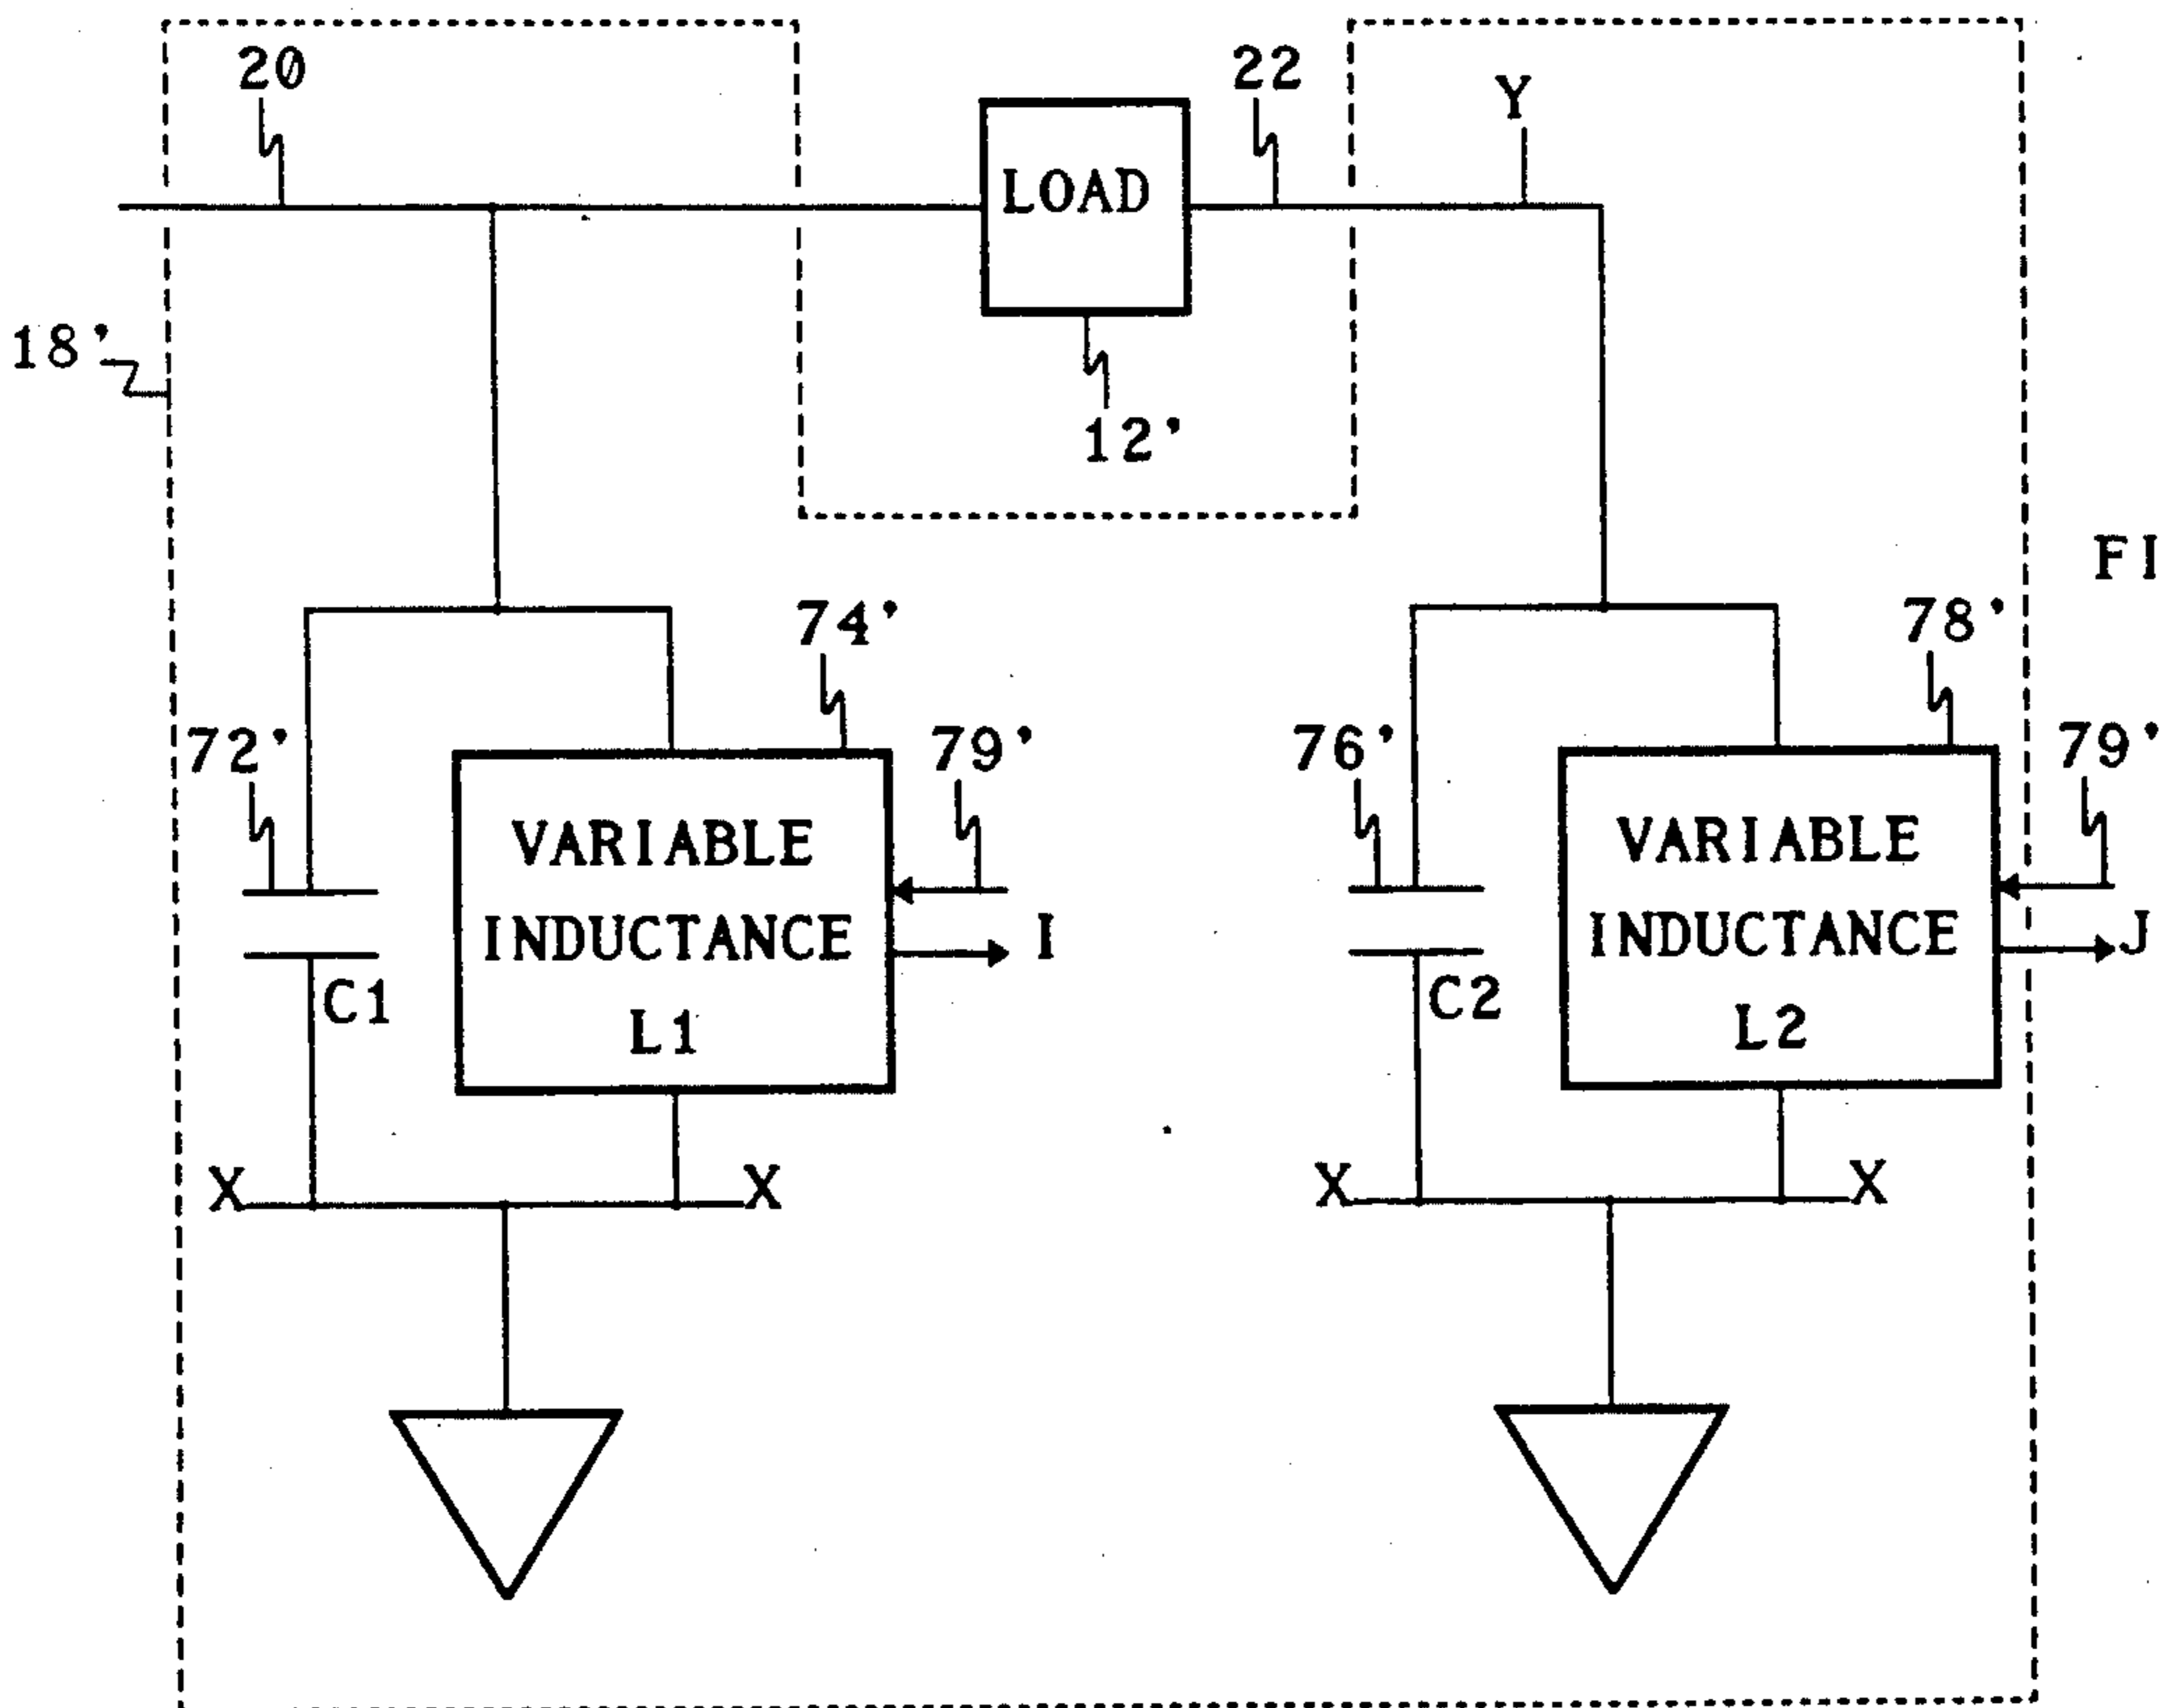 20
22
Y
LOAD
18'
12'
FI
74'
78'
72'
79'
76'
79'
VARIABLE
INDUCTANCE
L1
I
C1
VARIABLE
INDUCTANCE
L2
J
C2
X
X
X
X